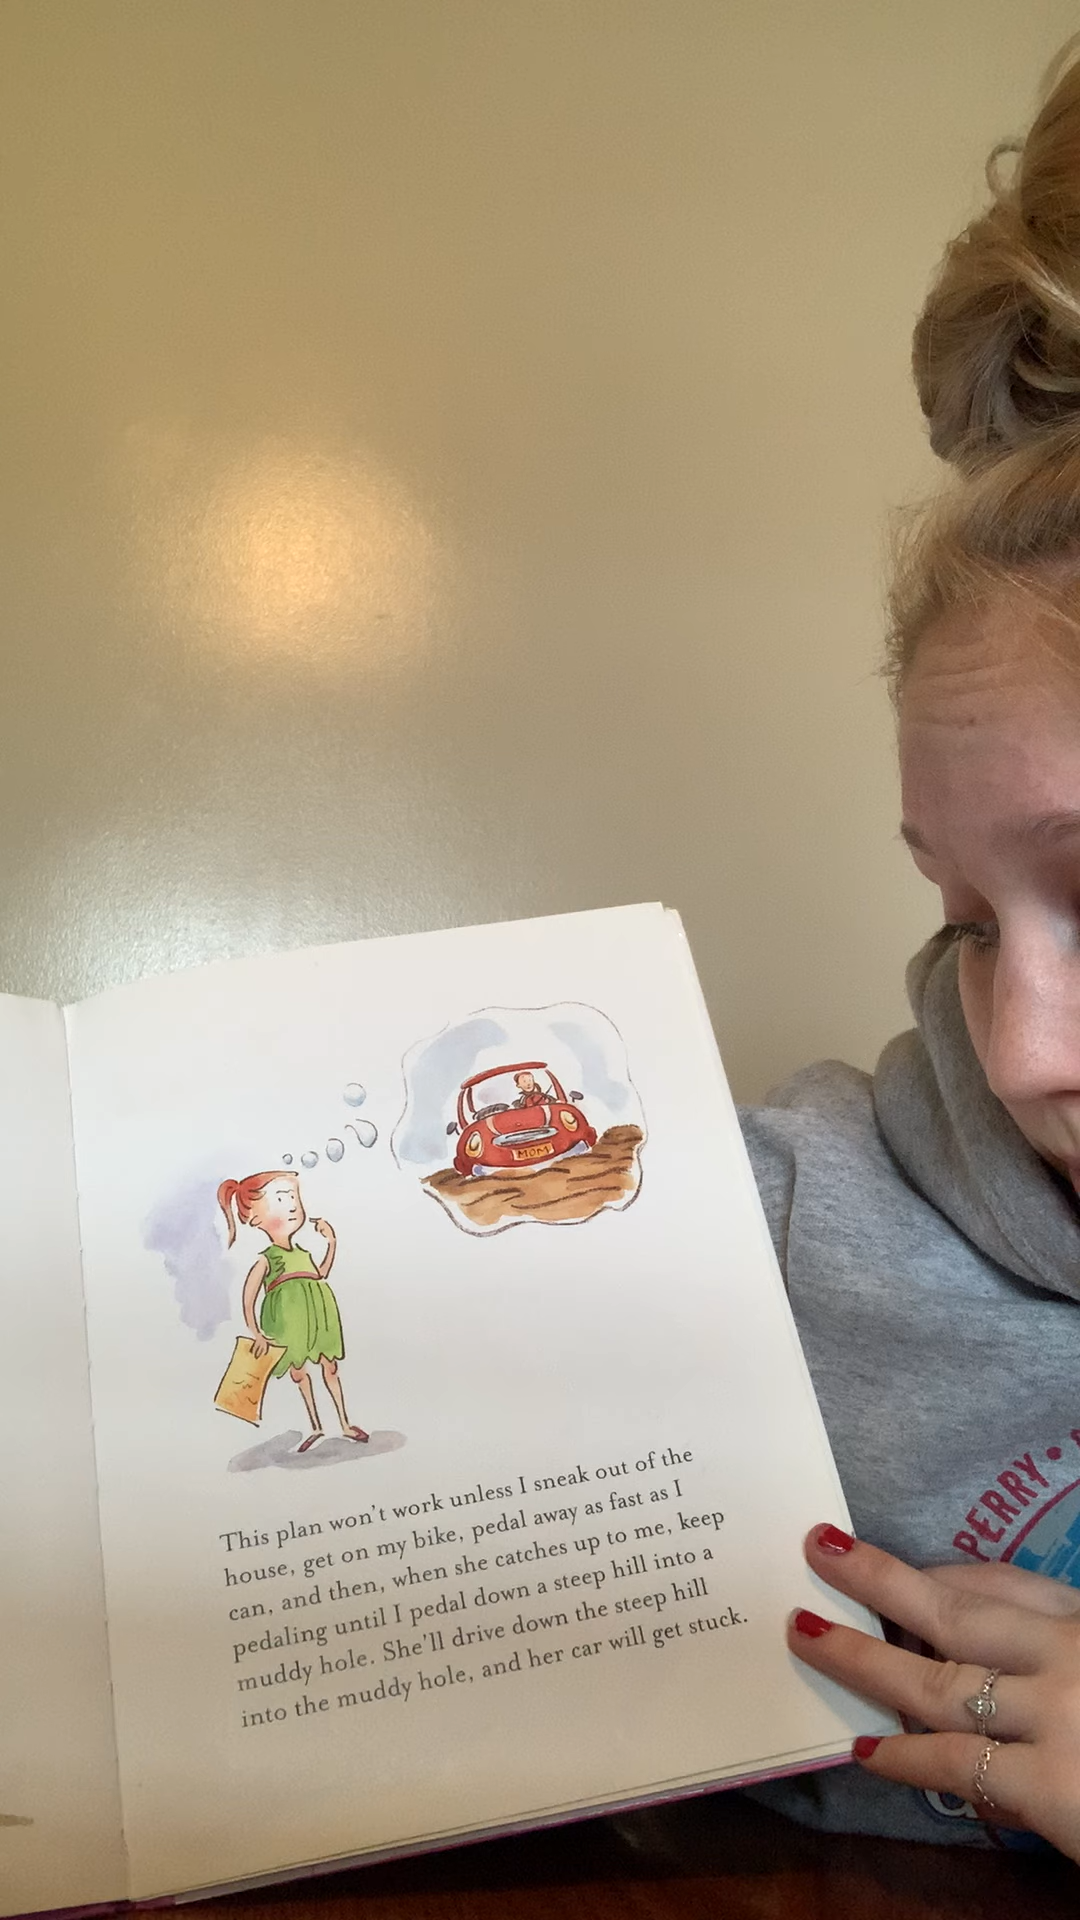 MOM
This plan won't work unless I sneak out of the
house, get on my bike, pedal away as fast as I
can, and then, when she catches up to me, keep
pedaling until I pedal down a steep hill into a
muddy hole. She'll drive down the steep hill
into the muddy hole, and her car will get stuck.
PERRY •